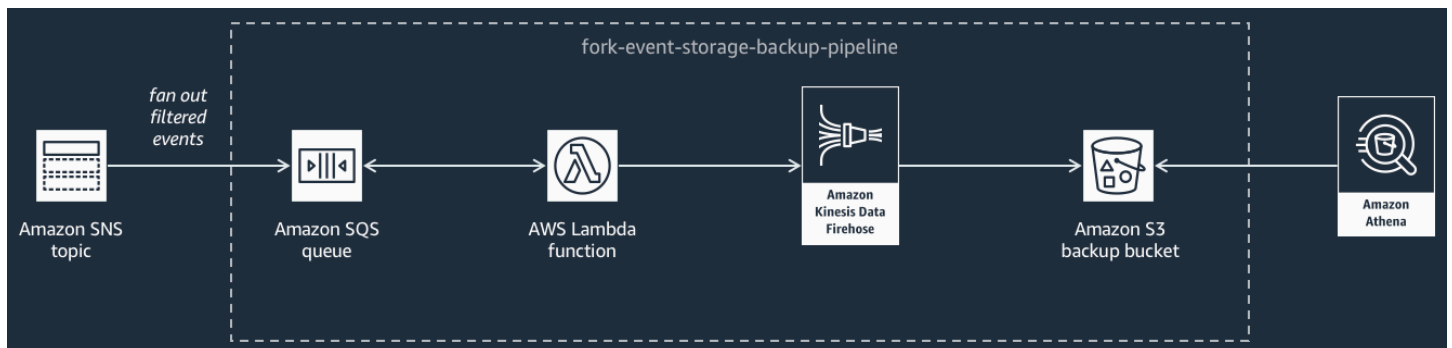 fork-event-storage-backup-pipeline
fan out
filtered
events
Amazon SNS
topic
Amazon SQS
queue
AWS Lambda
function
Amazon
Kinesis Data
Firehose
Amazon S3
backup bucket
Amazon
Athena